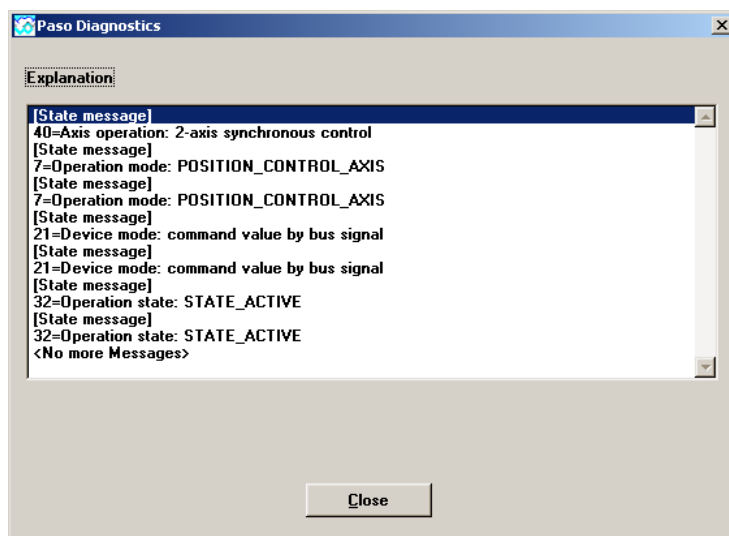 Paso Diagnostics
Explanation
[State message]
40=Axis operation: 2-axis synchronous control
[State message]
7=Operation mode: POSITION_CONTROL_AXIS
[State message]
7=Operation mode: POSITION_CONTROL_AXIS
[State message]
21=Device mode: command value by bus signal
[State message]
21=Device mode: command value by bus signal
[State message]
32=Operation state: STATE_ACTIVE
[State message]
32=Operation state: STATE_ACTIVE
<No more Messages>
Close